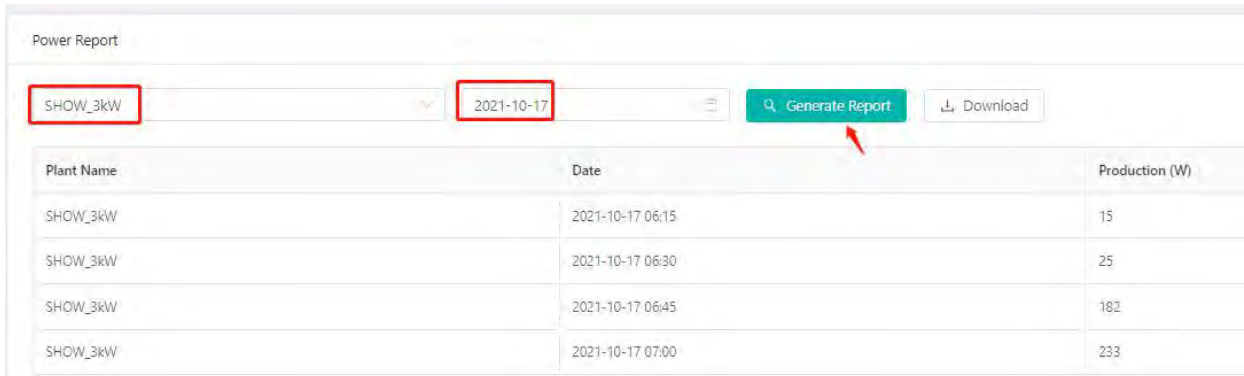 Power Report
SHOW_3kW 2021-10-17 Generate Report Download
Plant Name Date Production (W)
SHOW_3kW 2021-10-17 06:15 15
SHOW_3kW 2021-10-17 06:30 25
SHOW_3kW 2021-10-17 06:45 182
SHOW_3kW 2021-10-17 07:00 233